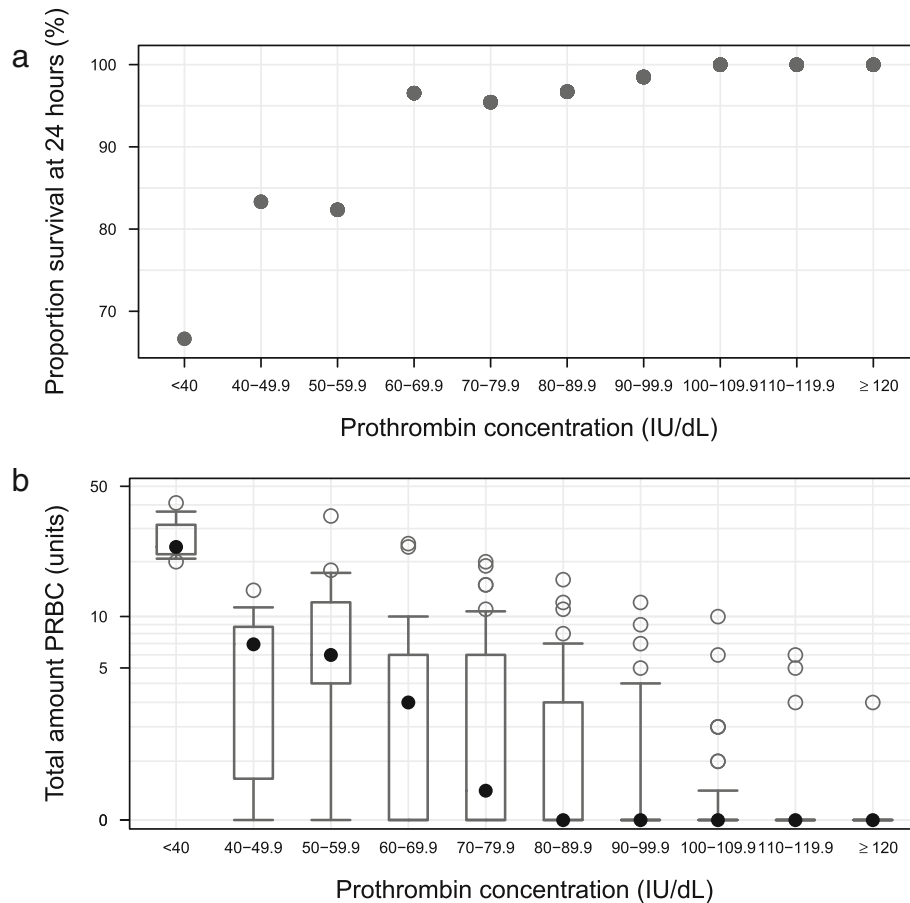 a
Proportion survival at 24 hours (%)
100
90
80
70
<40 40−49.9 50−59.9 60−69.9 70−79.9 80−89.9 90−99.9 100−109.9 110−119.9 ≥ 120
Prothrombin concentration (IU/dL)
b
Total amount PRBC (units)
50
10
5
0
<40 40−49.9 50−59.9 60−69.9 70−79.9 80−89.9 90−99.9 100−109.9 110−119.9 ≥ 120
Prothrombin concentration (IU/dL)